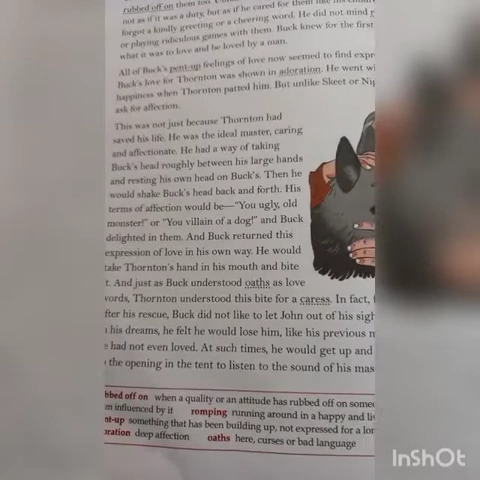 rubbed off on them too.
not as if it was a duty, but as if he cared for them like his
forgot a kindly greeting or a cheering word. He did not mind
or playing ridiculous games with them. Buck knew for the first
what it was to love and be loved by a man.
All of Buck's pent-up feelings of love now seemed to find expr
Buck's love for Thornton was shown in adoration. He went wi
happiness when Thornton patted him. But unlike Skeet or Nig
ask for affection.
This was not just because Thornton had
saved his life. He was the ideal master, caring
and affectionate. He had a way of taking
Buck's head roughly between his large hands
and resting his own head on Buck's. Then he
would shake Buck's head back and forth. His
terms of affection would be—"You ugly, old
monster!" or "You villain of a dog!" and Buck
delighted in them. And Buck returned this
expression of love in his own way. He would
take Thornton's hand in his mouth and bite
t. And just as Buck understood oaths as love
vords, Thornton understood this bite for a caress. In fact,
fter his rescue, Buck did not like to let John out of his sigh
his dreams, he felt he would lose him, like his previous m
e had not even loved. At such times, he would get up and
the opening in the tent to listen to the sound of his mas
bbed off on when a quality or an attitude has rubbed off on someo
m influenced by it romping running around in a happy and li
nt-up something that has been building up, not expressed for a lon
oration deep affection oaths here, curses or bad language
InShOt